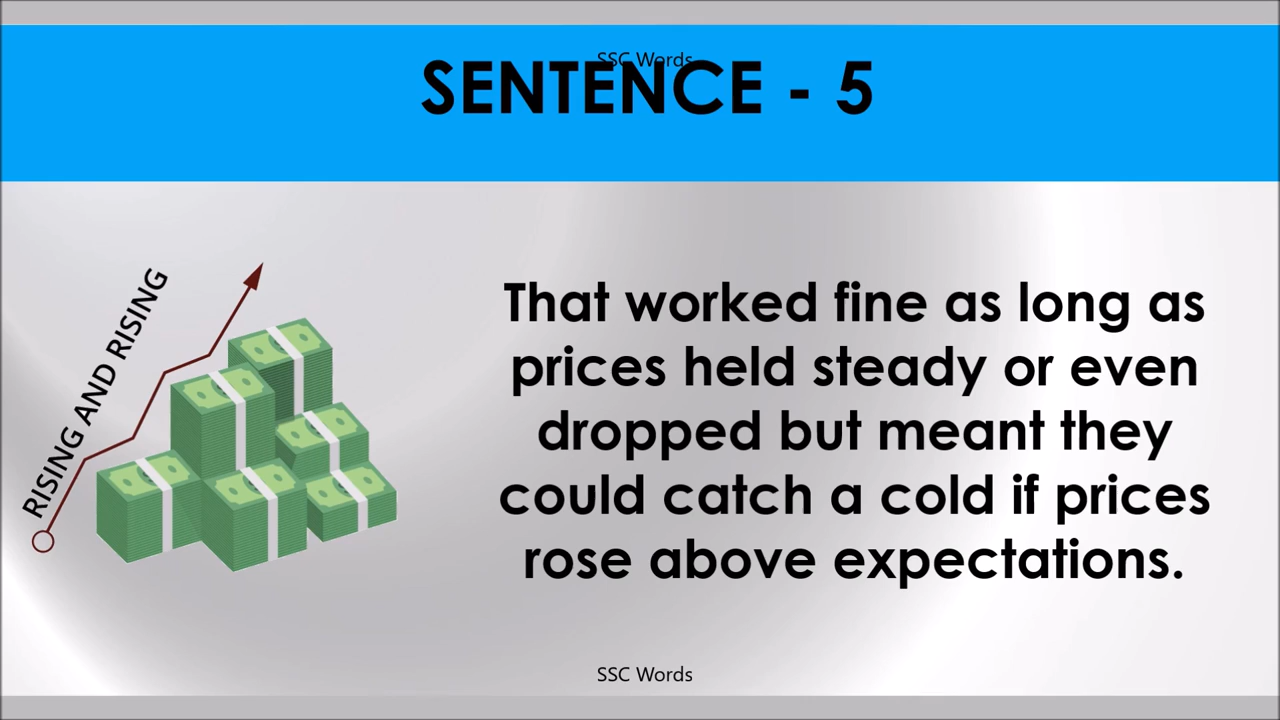 SSC Words
SENTENCE - 5
RISING AND RISING
That worked fine as long as
prices held steady or even
dropped but meant they
could catch a cold if prices
rose above expectations.
SSC Words